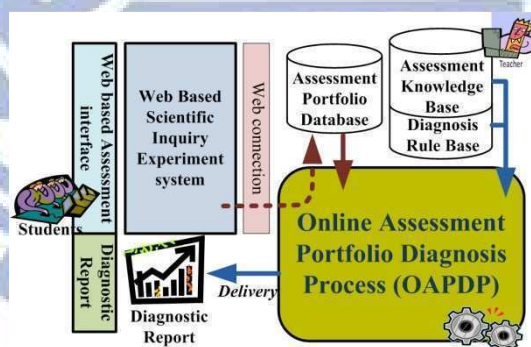 Web based Assessment
interface
Web Based
Scientific
Inquiry
Experiment
system
Web connection
Assessment
Portfolio
Database
Assessment
Knowledge
Base
Diagnosis
Rule Base
Teacher
Students
Diagnostic
Report
Diagnostic
Report
Delivery
Online Assessment
Portfolio Diagnosis
Process (OAPDP)